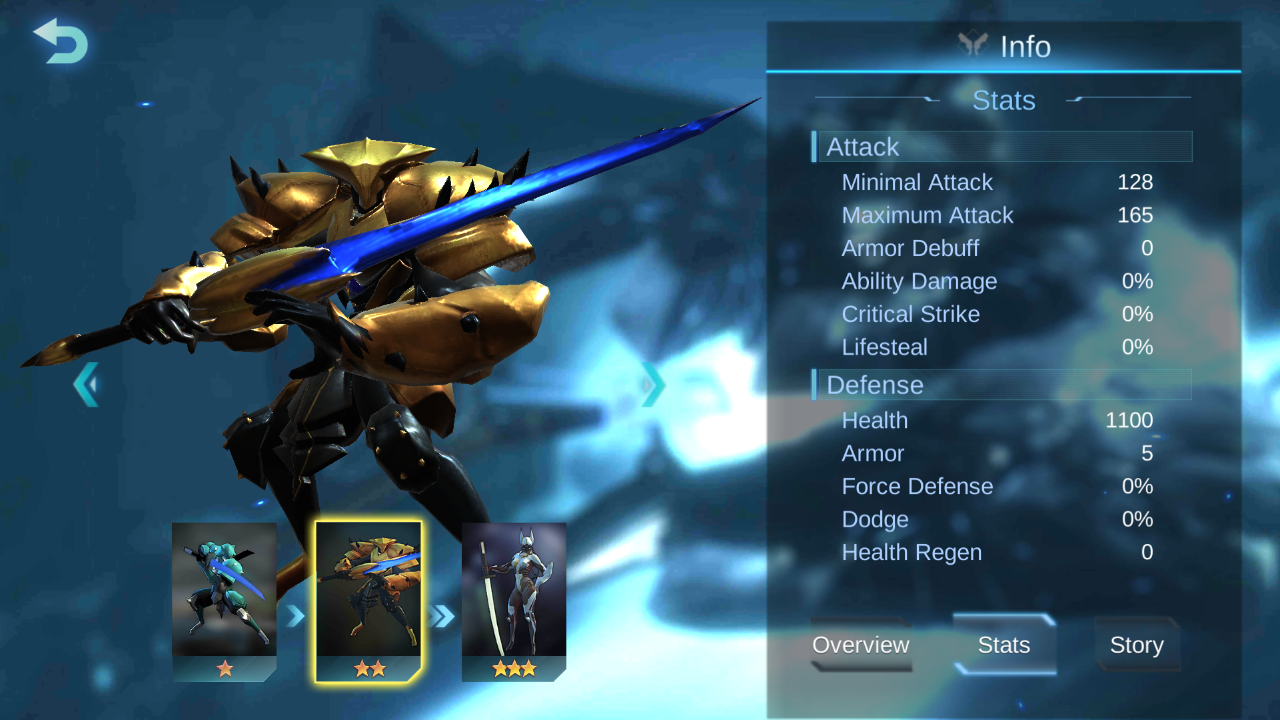 Info
Stats
Attack
Minimal Attack 128
Maximum Attack 165
Armor Debuff 0
Ability Damage 0%
Critical Strike 0%
Lifesteal 0%
Defense
Health 1100
Armor 5
Force Defense 0%
Dodge 0%
Health Regen 0
Overview Stats Story